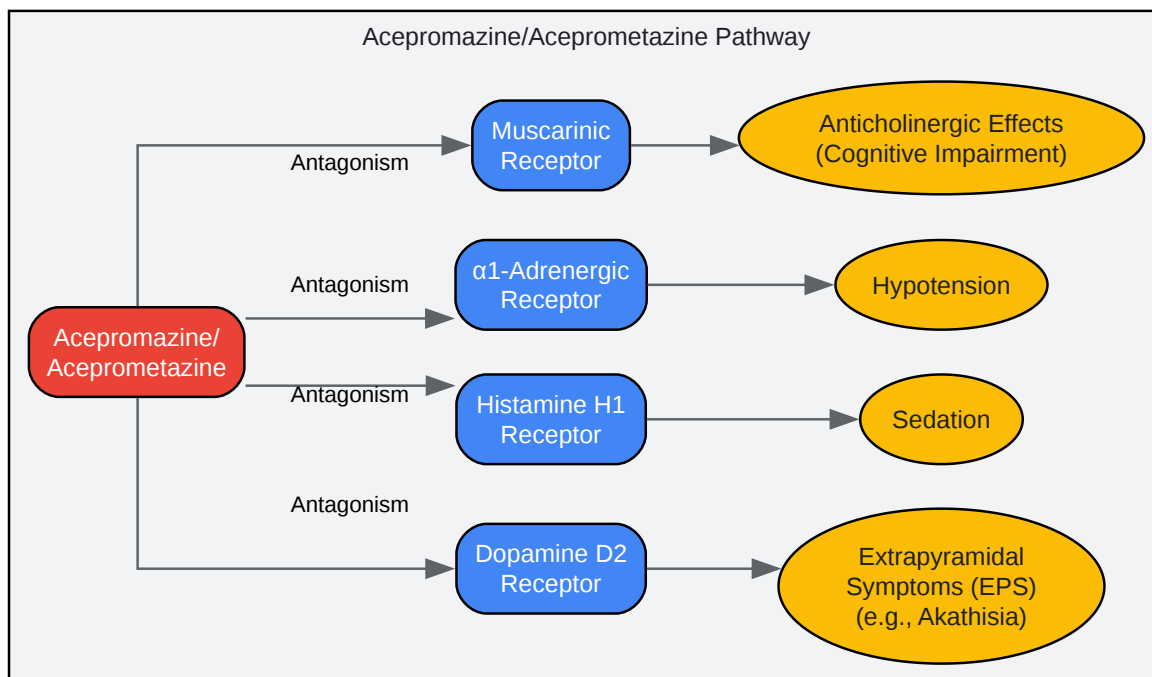 Acepromazine/Aceprometazine Pathway
Muscarinic
Receptor
Anticholinergic Effects
(Cognitive Impairment)
Antagonism
α1-Adrenergic
Receptor
Hypotension
Antagonism
Acepromazine/
Aceprometazine
Antagonism
Histamine H1
Receptor
Sedation
Antagonism
Dopamine D2
Receptor
Extrapyramidal
Symptoms (EPS)
(e.g., Akathisia)